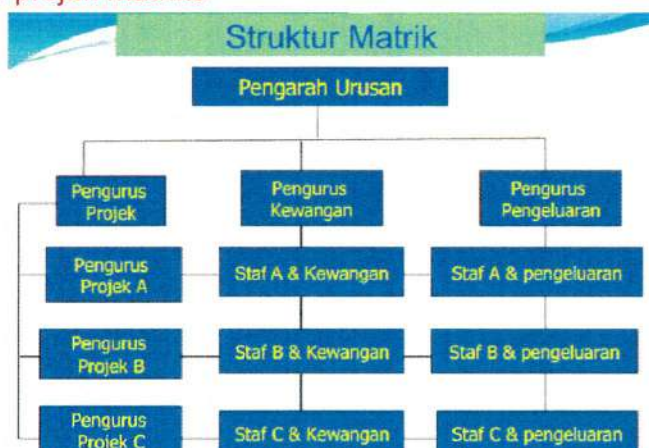 Struktur Matrik
Pengarah Urusan
Pengurus
Projek
Pengurus
Kewangan
Pengurus
Pengeluaran
Pengurus
Projek A
Staf A & Kewangan
Staf A & pengeluaran
Pengurus
Projek B
Staf B & Kewangan
Staf B & pengeluaran
Pengurus
Projek C
Staf C & Kewangan
Staf C & pengeluaran